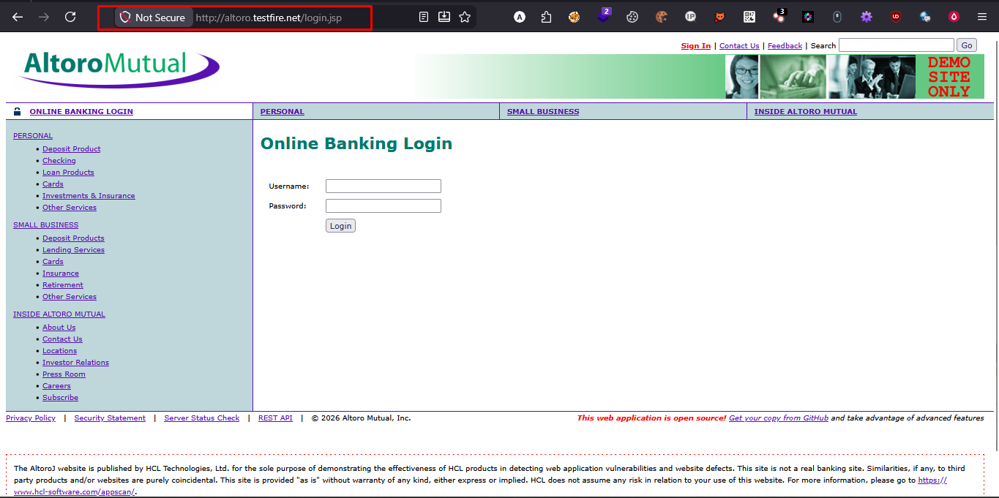 Not Secure http://altoro.testfire.net/login.jsp A IP 2 3 UD
Sign In | Contact Us | Feedback | Search Go
AltoroMutual
DEMO
SITE
ONLY
ONLINE BANKING LOGIN PERSONAL SMALL BUSINESS INSIDE ALTORO MUTUAL
PERSONAL
• Deposit Product
• Checking
• Loan Products
• Cards
• Investments & Insurance
• Other Services
SMALL BUSINESS
• Deposit Products
• Lending Services
• Cards
• Insurance
• Retirement
• Other Services
INSIDE ALTORO MUTUAL
• About Us
• Contact Us
• Locations
• Investor Relations
• Press Room
• Careers
• Subscribe
Online Banking Login
Username:
Password:
Login
Privacy Policy | Security Statement | Server Status Check | REST API | © 2026 Altoro Mutual, Inc. This web application is open source! Get your copy from GitHub and take advantage of advanced features
The AltoroJ website is published by HCL Technologies, Ltd. for the sole purpose of demonstrating the effectiveness of HCL products in detecting web application vulnerabilities and website defects. This site is not a real banking site. Similarities, if any, to third
party products and/or websites are purely coincidental. This site is provided "as is" without warranty of any kind, either express or implied. HCL does not assume any risk in relation to your use of this website. For more information, please go to https://
www.hcl-software.com/appscan/.